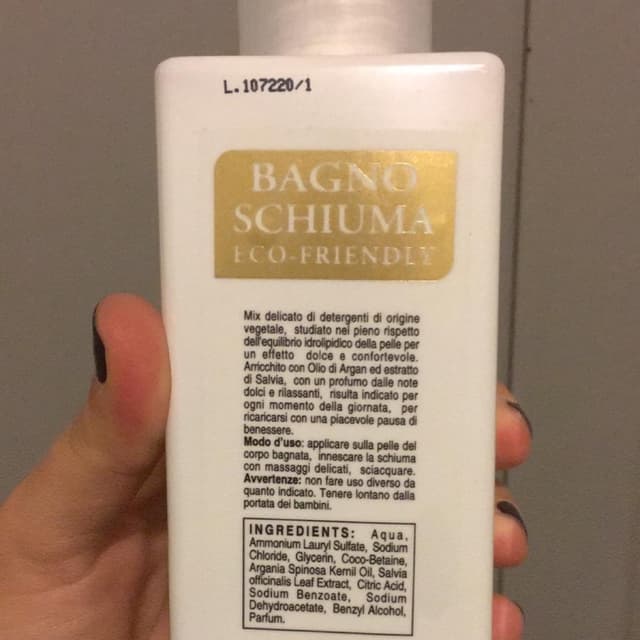 L.107220/1
BAGNO
SCHIUMA
ECO-FRIENDLY
Mix delicato di detergenti di origine
vegetale, studiato nel pieno rispetto
dell'equilibrio idrolipidico della pelle per
un effetto dolce e confortevole.
Arricchito con Olio di Argan ed estratto
di Salvia, con un profumo dalle note
dolci e rilassanti, risulta indicato per
ogni momento della giornata, per
ricaricarsi con una piacevole pausa di
benessere.
Modo d'uso: applicare sulla pelle del
corpo bagnata, innescare la schiuma
con massaggi delicati, sciacquare.
Avvertenze: non fare uso diverso da
quanto indicato. Tenere lontano dalla
portata dei bambini.
INGREDIENTS: Aqua,
Ammonium Lauryl Sulfate, Sodium
Chloride, Glycerin, Coco-Betaine,
Argania Spinosa Kernil Oil, Salvia
officinalis Leaf Extract, Citric Acid,
Sodium Benzoate, Sodium
Dehydroacetate, Benzyl Alcohol,
Parfum.